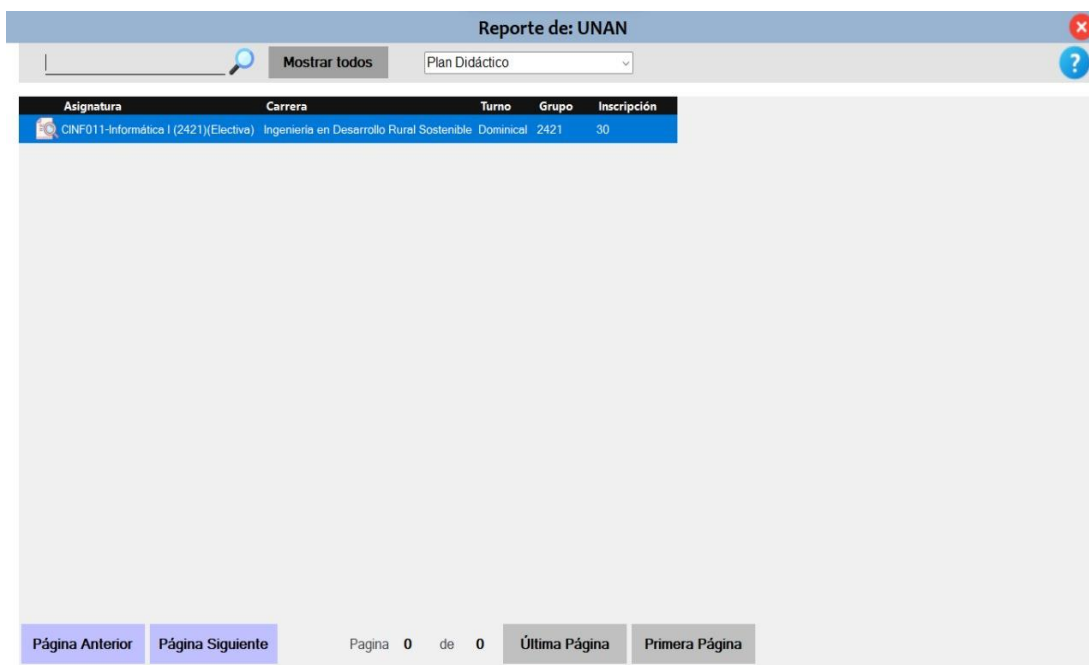 Reporte de: UNAN
Mostrar todos Plan Didáctico
Asignatura Carrera Turno Grupo Inscripción
CINF011-Informática I (2421)(Electiva) Ingeniería en Desarrollo Rural Sostenible Dominical 2421 30
Página Anterior Página Siguiente Pagina 0 de 0 Última Página Primera Página